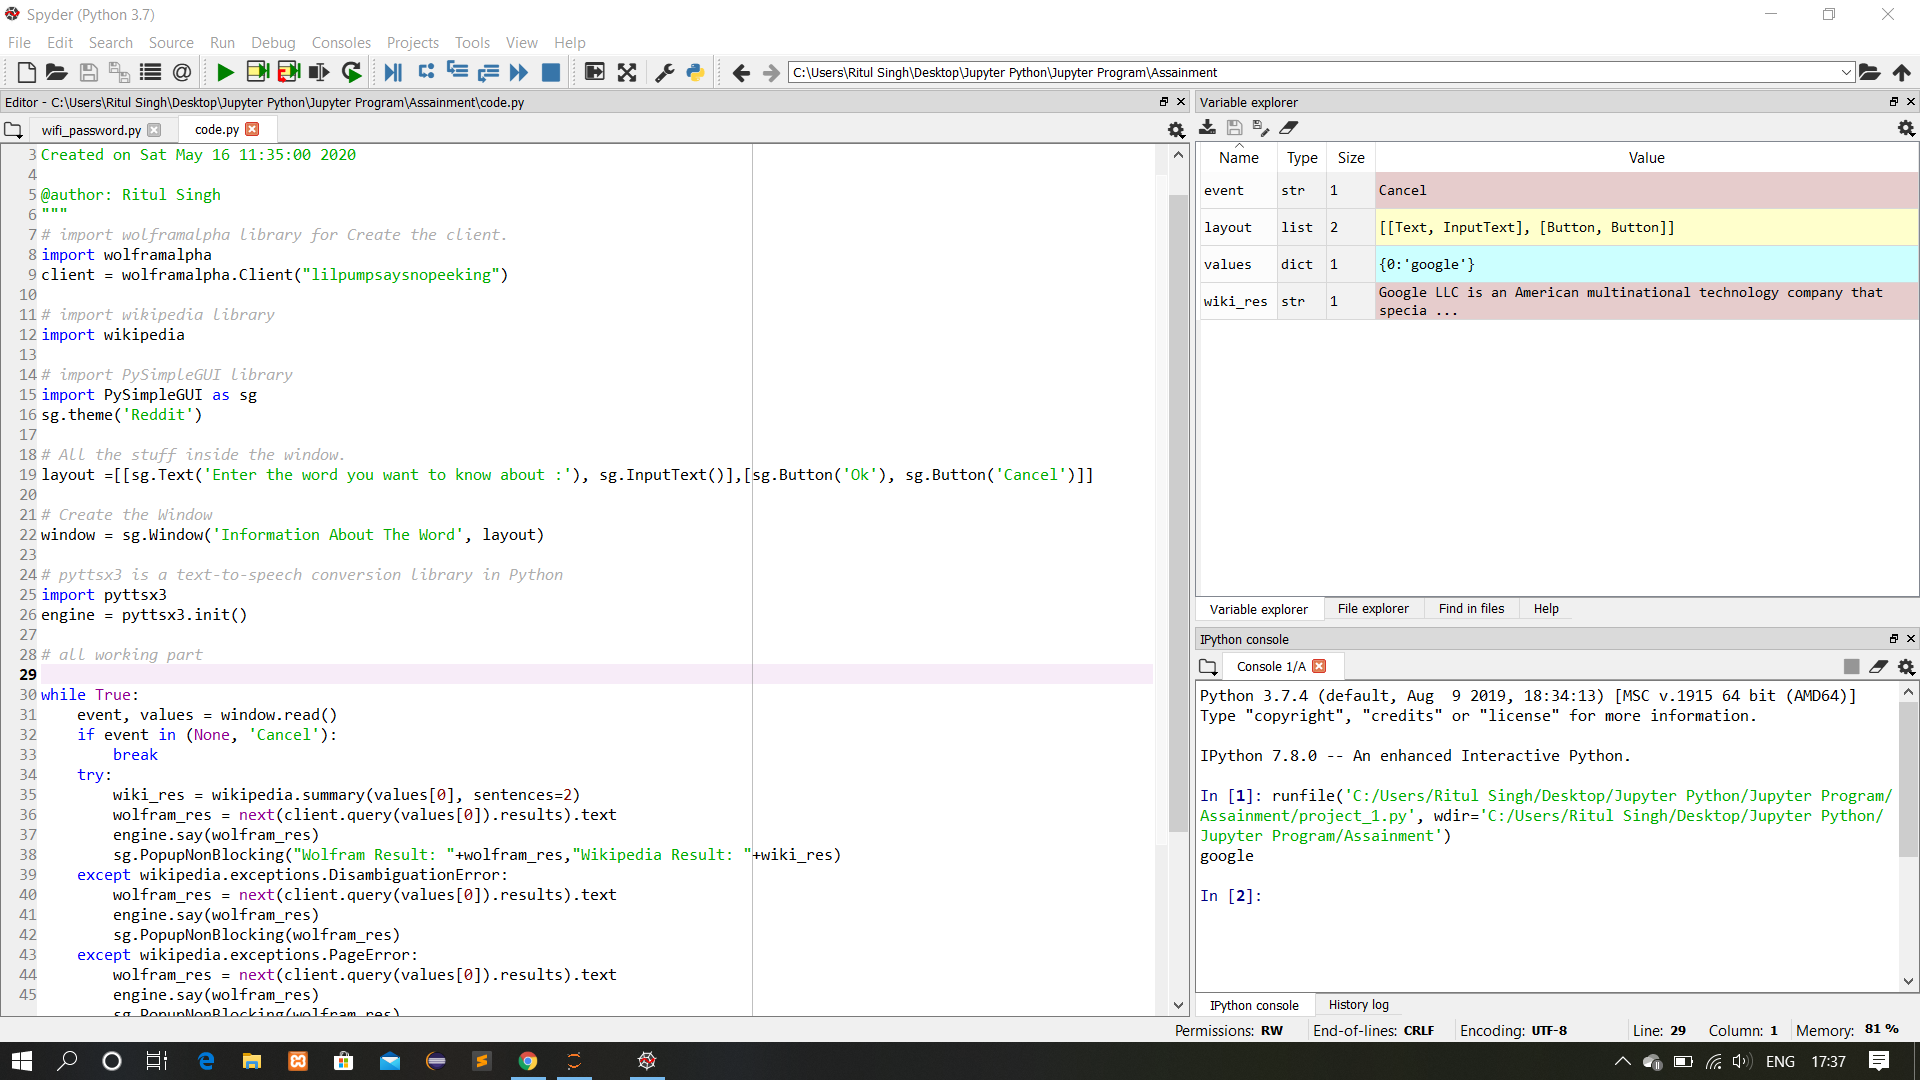 Spyder (Python 3.7)
File Edit Search Source Run Debug Consoles Projects Tools View Help
C:\Users\Ritul Singh\Desktop\Jupyter Python\Jupyter Program\Assainment
Editor - C:\Users\Ritul Singh\Desktop\Jupyter Python\Jupyter Program\Assainment\code.py
wifi_password.py code.py
3 Created on Sat May 16 11:35:00 2020
4
5 @author: Ritul Singh
6 """
7 # import wolframalpha library for Create the client.
8 import wolframalpha
9 client = wolframalpha.Client("lilpumpsaysnopeeking")
10
11 # import wikipedia library
12 import wikipedia
13
14 # import PySimpleGUI library
15 import PySimpleGUI as sg
16 sg.theme('Reddit')
17
18 # All the stuff inside the window.
19 layout =[[sg.Text('Enter the word you want to know about :'), sg.InputText()],[sg.Button('Ok'), sg.Button('Cancel')]]
20
21 # Create the Window
22 window = sg.Window('Information About The Word', layout)
23
24 # pyttsx3 is a text-to-speech conversion library in Python
25 import pyttsx3
26 engine = pyttsx3.init()
27
28 # all working part
29
30 while True:
31     event, values = window.read()
32     if event in (None, 'Cancel'):
33         break
34     try:
35         wiki_res = wikipedia.summary(values[0], sentences=2)
36         wolfram_res = next(client.query(values[0]).results).text
37         engine.say(wolfram_res)
38         sg.PopupNonBlocking("Wolfram Result: "+wolfram_res,"Wikipedia Result: "+wiki_res)
39     except wikipedia.exceptions.DisambiguationError:
40         wolfram_res = next(client.query(values[0]).results).text
41         engine.say(wolfram_res)
42         sg.PopupNonBlocking(wolfram_res)
43     except wikipedia.exceptions.PageError:
44         wolfram_res = next(client.query(values[0]).results).text
45         engine.say(wolfram_res)
sg.PopupNonBlocking(wolfram_res)
Variable explorer
Name Type Size Value
event str 1 Cancel
layout list 2 [[Text, InputText], [Button, Button]]
values dict 1 {0:'google'}
wiki_res str 1 Google LLC is an American multinational technology company that
specia ...
Variable explorer File explorer Find in files Help
IPython console
Console 1/A
Python 3.7.4 (default, Aug  9 2019, 18:34:13) [MSC v.1915 64 bit (AMD64)]
Type "copyright", "credits" or "license" for more information.
IPython 7.8.0 -- An enhanced Interactive Python.
In [1]: runfile('C:/Users/Ritul Singh/Desktop/Jupyter Python/Jupyter Program/
Assainment/project_1.py', wdir='C:/Users/Ritul Singh/Desktop/Jupyter Python/
Jupyter Program/Assainment')
google
In [2]:
IPython console History log
Permissions: RW End-of-lines: CRLF Encoding: UTF-8 Line: 29 Column: 1 Memory: 81 %
ENG 17:37